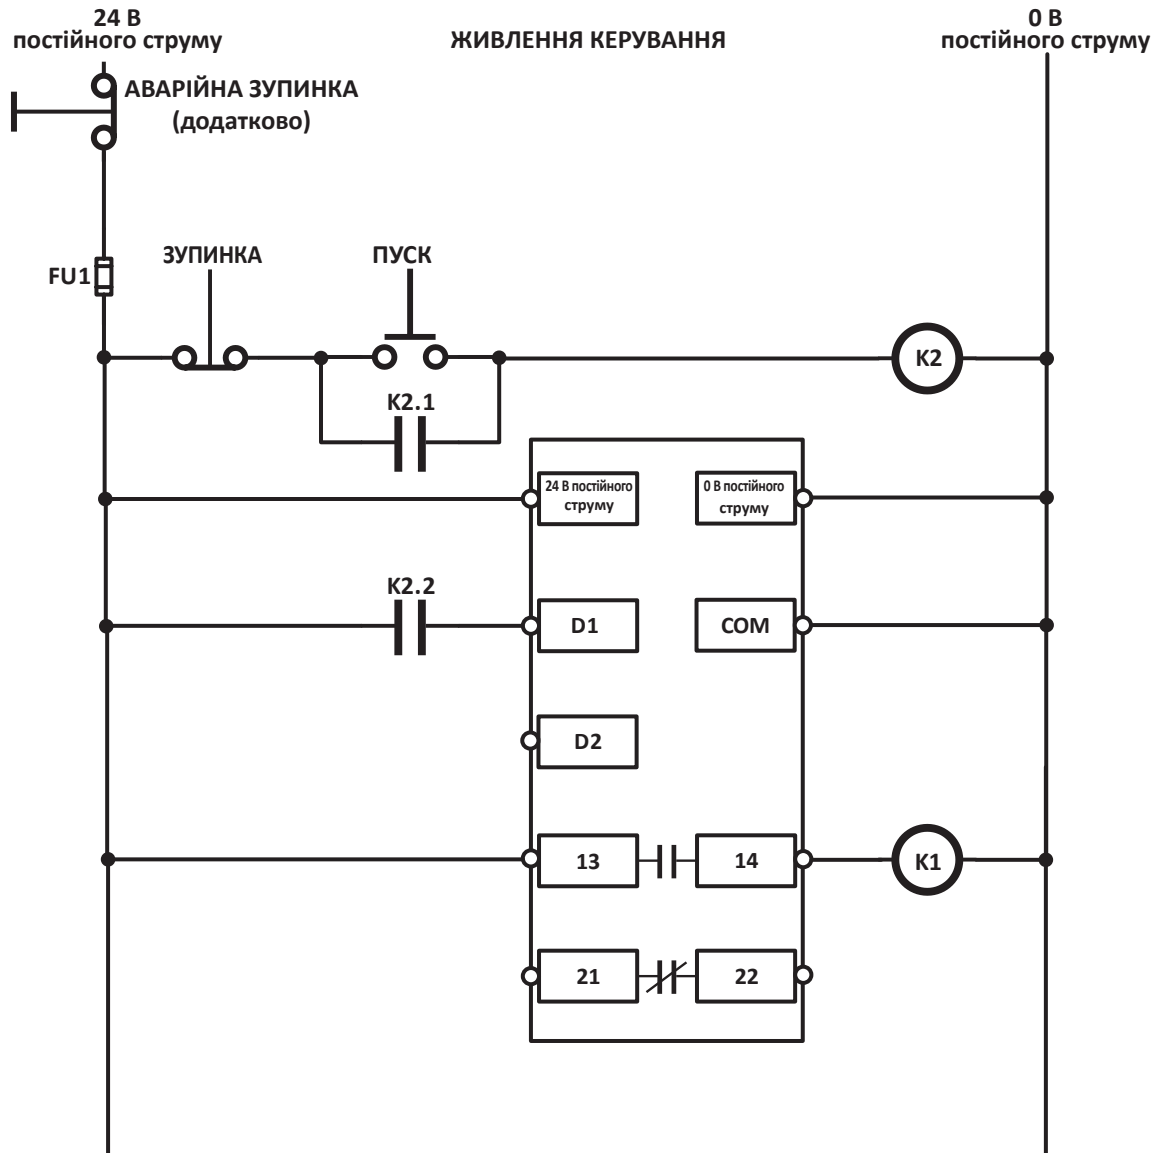 24 В
постійного струму
ЖИВЛЕННЯ КЕРУВАННЯ
0 В
постійного струму
АВАРІЙНА ЗУПИНКА
(додатково)
FU1
ЗУПИНКА
ПУСК
K2
K2.1
24 В постійного
струму
0 В постійного
струму
K2.2
D1
COM
D2
13
14
K1
21
22